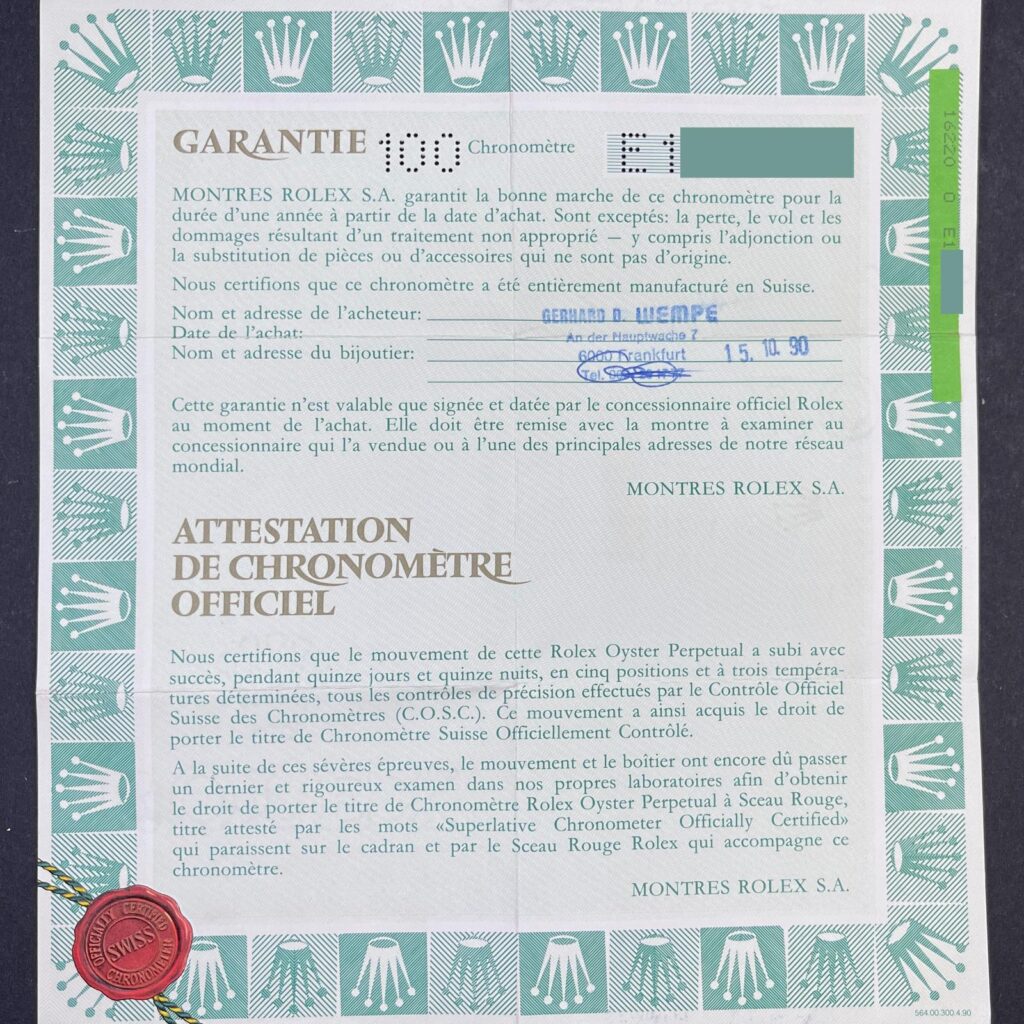 GARANTIE 100 Chronomètre E1
MONTRES ROLEX S.A. garantit la bonne marche de ce chronomètre pour la
durée d'une année à partir de la date d'achat. Sont exceptés: la perte, le vol et les
dommages résultant d'un traitement non approprié — y compris l'adjonction ou
la substitution de pièces ou d'accessoires qui ne sont pas d'origine.
Nous certifions que ce chronomètre a été entièrement manufacturé en Suisse.
Nom et adresse de l'acheteur:
Date de l'achat:
Nom et adresse du bijoutier:
GERHARD D. WEMPE
An der Hauptwache 7
6000 Frankfurt
Tel.
15. 10. 90
Cette garantie n'est valable que signée et datée par le concessionnaire officiel Rolex
au moment de l'achat. Elle doit être remise avec la montre à examiner au
concessionnaire qui l'a vendue ou à l'une des principales adresses de notre réseau
mondial.
MONTRES ROLEX S.A.
ATTESTATION
DE CHRONOMÈTRE
OFFICIEL
Nous certifions que le mouvement de cette Rolex Oyster Perpetual a subi avec
succès, pendant quinze jours et quinze nuits, en cinq positions et à trois tempéra-
tures déterminées, tous les contrôles de précision effectués par le Contrôle Officiel
Suisse des Chronomètres (C.O.S.C.). Ce mouvement a ainsi acquis le droit de
porter le titre de Chronomètre Suisse Officiellement Contrôlé.
A la suite de ces sévères épreuves, le mouvement et le boîtier ont encore dû passer
un dernier et rigoureux examen dans nos propres laboratoires afin d'obtenir
le droit de porter le titre de Chronomètre Rolex Oyster Perpetual à Sceau Rouge,
titre attesté par les mots «Superlative Chronometer Officially Certified»
qui paraissent sur le cadran et par le Sceau Rouge Rolex qui accompagne ce
chronomètre.
MONTRES ROLEX S.A.
OFFICIALLY CERTIFIED
SWISS
CHRONOMETER
16220 0 E1
564.00.300.4.90